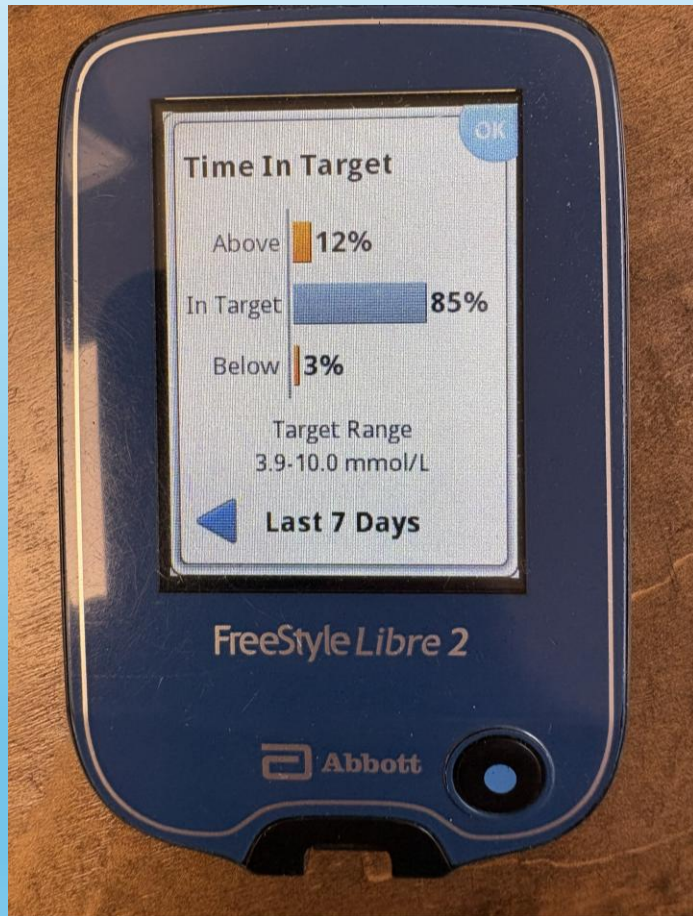 OK
Time In Target
Above 12%
In Target 85%
Below 3%
Target Range
3.9-10.0 mmol/L
Last 7 Days
FreeStyle Libre 2
Abbott